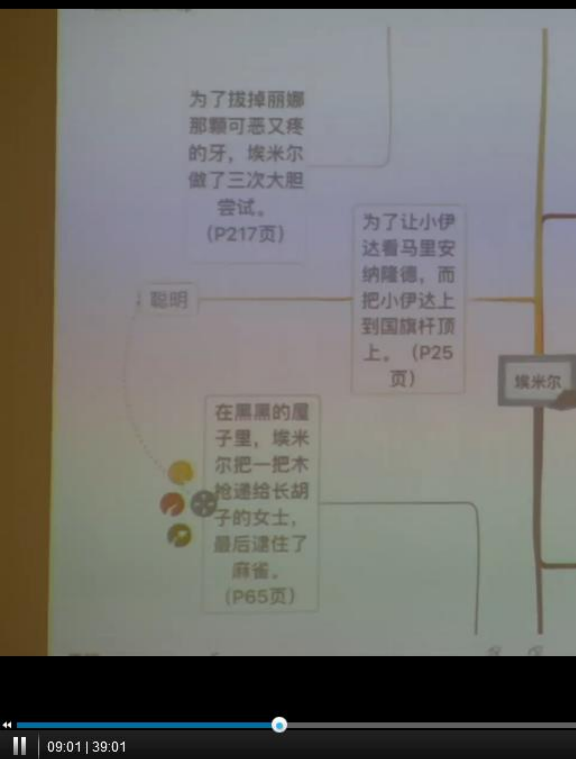 为了拔掉丽娜
那颗可恶又疼
的牙，埃米尔
做了三次大胆
尝试。
（P217页）
为了让小伊
达看马里安
纳隆德，而
把小伊达上
到国旗杆顶
上。（P25
页）
聪明
埃米尔
在黑黑的屋
子里，埃米
尔把一把木
抢递给长胡
子的女士，
最后逮住了
麻雀。
（P65页）
09:01 | 39:01